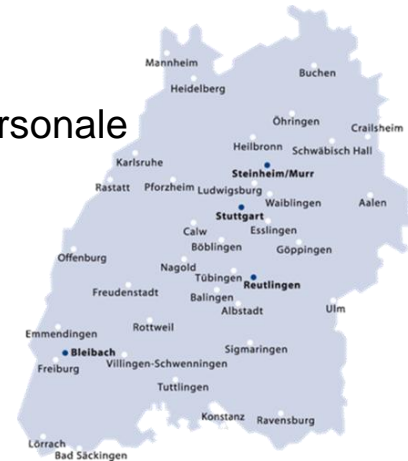 Mannheim
Buchen
Heidelberg
ersonale
Öhringen
Crailsheim
Heilbronn
Schwäbisch Hall
Karlsruhe
Steinheim/Murr
Rastatt
Pforzheim
Ludwigsburg
Waiblingen
Aalen
Stuttgart
Calw
Esslingen
Böblingen
Göppingen
Offenburg
Nagold
Tübingen
Reutlingen
Freudenstadt
Balingen
Albstadt
Ulm
Emmendingen
Rottweil
Bleibach
Sigmaringen
Freiburg
Villingen-Schwenningen
Tuttlingen
Konstanz
Ravensburg
Lörrach
Bad Säckingen